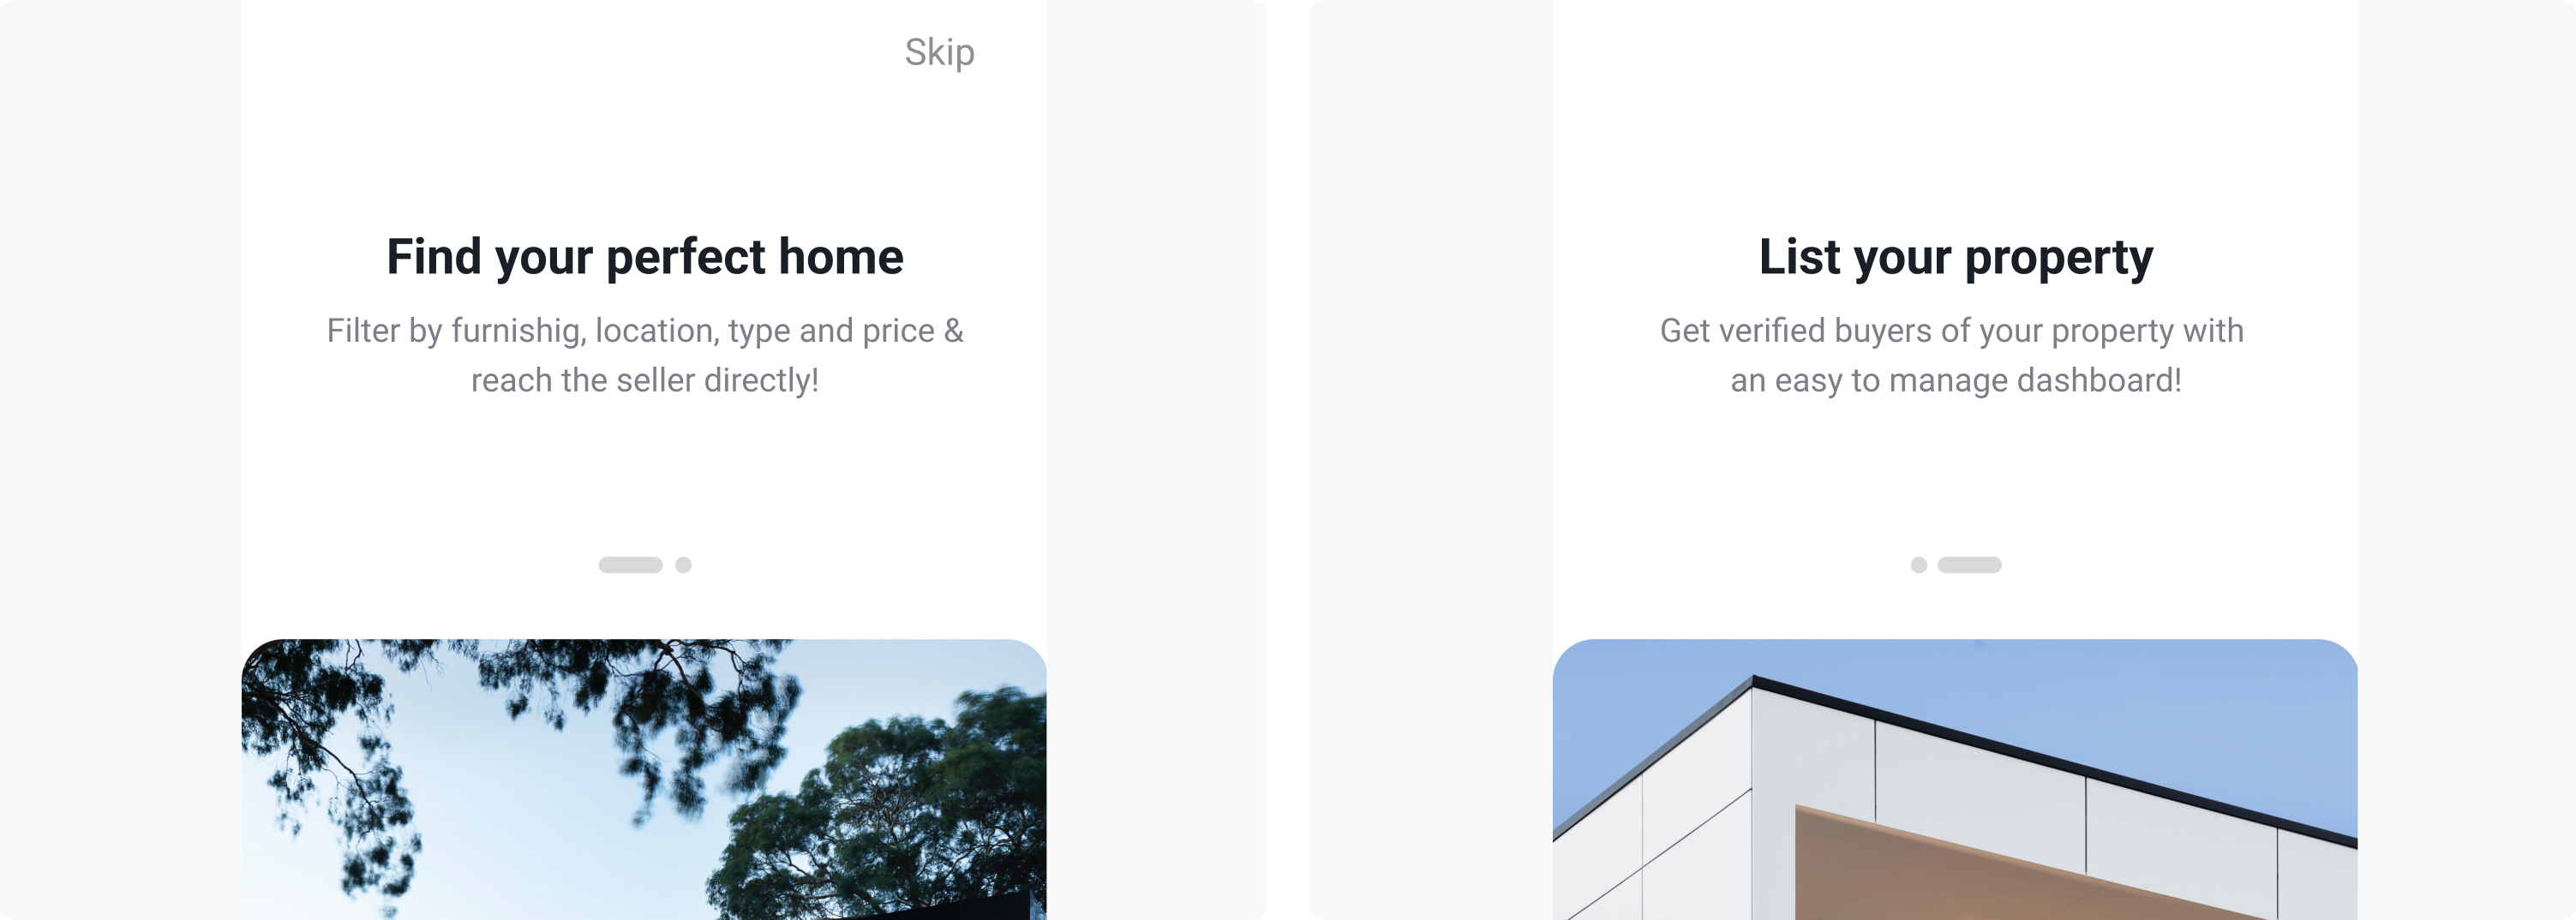 Skip
Find your perfect home
Filter by furnishig, location, type and price &
reach the seller directly!
List your property
Get verified buyers of your property with
an easy to manage dashboard!